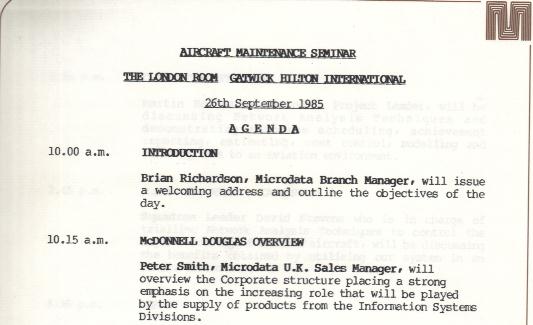 AIRCRAFT MAINTENANCE SEMINAR
THE LONDON ROOM GATWICK HILTON INTERNATIONAL
26th September 1985
AGENDA
10.00 a.m. INTRODUCTION
Brian Richardson, Microdata Branch Manager, will issue
a welcoming address and outline the objectives of the
day.
10.15 a.m. McDONNELL DOUGLAS OVERVIEW
Peter Smith, Microdata U.K. Sales Manager, will
overview the Corporate structure placing a strong
emphasis on the increasing role that will be played
by the supply of products from the Information Systems
Divisions.